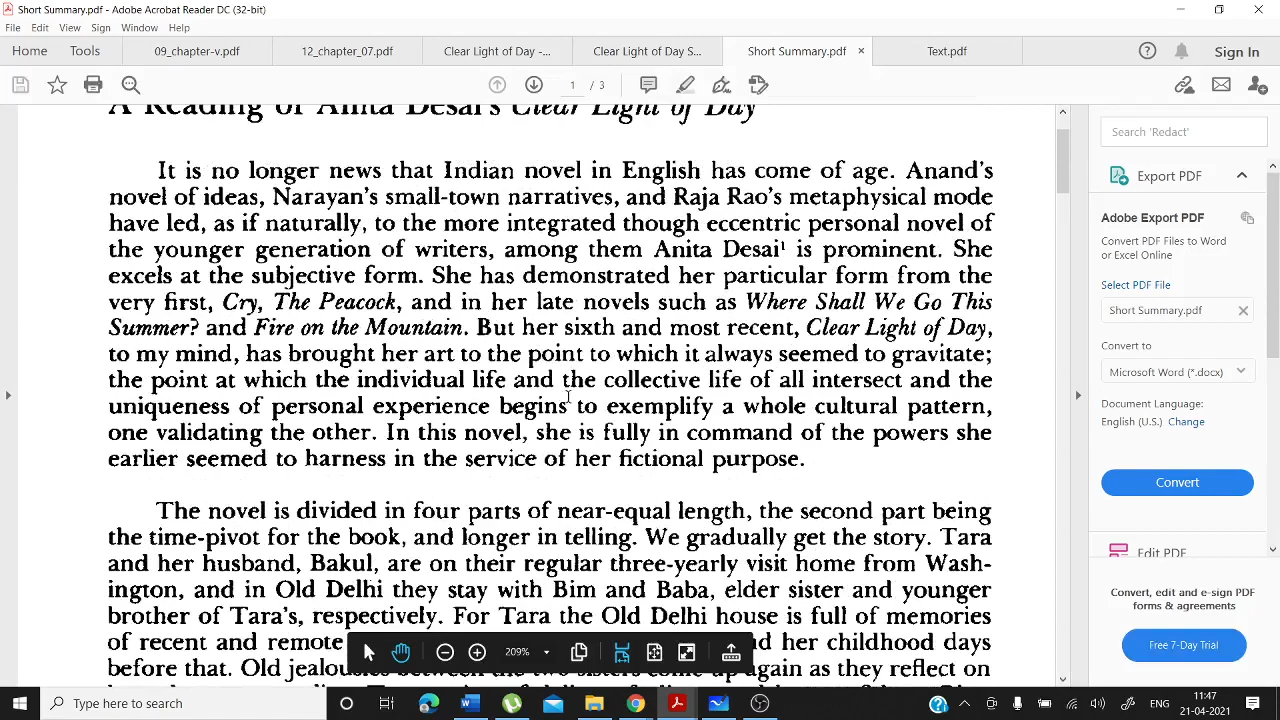 Short Summary.pdf - Adobe Acrobat Reader DC (32-bit)
File Edit View Sign Window Help
Home Tools 09_chapter-v.pdf 12_chapter_07.pdf Clear Light of Day -... Clear Light of Day S... Short Summary.pdf × Text.pdf Sign In
1 / 3
A Reading of Anita Desai's Clear Light of Day
It is no longer news that Indian novel in English has come of age. Anand's
novel of ideas, Narayan's small-town narratives, and Raja Rao's metaphysical mode
have led, as if naturally, to the more integrated though eccentric personal novel of
the younger generation of writers, among them Anita Desai¹ is prominent. She
excels at the subjective form. She has demonstrated her particular form from the
very first, Cry, The Peacock, and in her late novels such as Where Shall We Go This
Summer? and Fire on the Mountain. But her sixth and most recent, Clear Light of Day,
to my mind, has brought her art to the point to which it always seemed to gravitate;
the point at which the individual life and the collective life of all intersect and the
uniqueness of personal experience begins to exemplify a whole cultural pattern,
one validating the other. In this novel, she is fully in command of the powers she
earlier seemed to harness in the service of her fictional purpose.
The novel is divided in four parts of near-equal length, the second part being
the time-pivot for the book, and longer in telling. We gradually get the story. Tara
and her husband, Bakul, are on their regular three-yearly visit home from Wash-
ington, and in Old Delhi they stay with Bim and Baba, elder sister and younger
brother of Tara's, respectively. For Tara the Old Delhi house is full of memories
of recent and remote her childhood days
before that. Old jealousies between the two sisters come up again as they reflect on
209%
Search 'Redact'
Export PDF
Adobe Export PDF
Convert PDF Files to Word
or Excel Online
Select PDF File
Short Summary.pdf
Convert to
Microsoft Word (*.docx)
Document Language:
English (U.S.) Change
Convert
Edit PDF
Convert, edit and e-sign PDF
forms & agreements
Free 7-Day Trial
Type here to search
ENG
11:47
21-04-2021